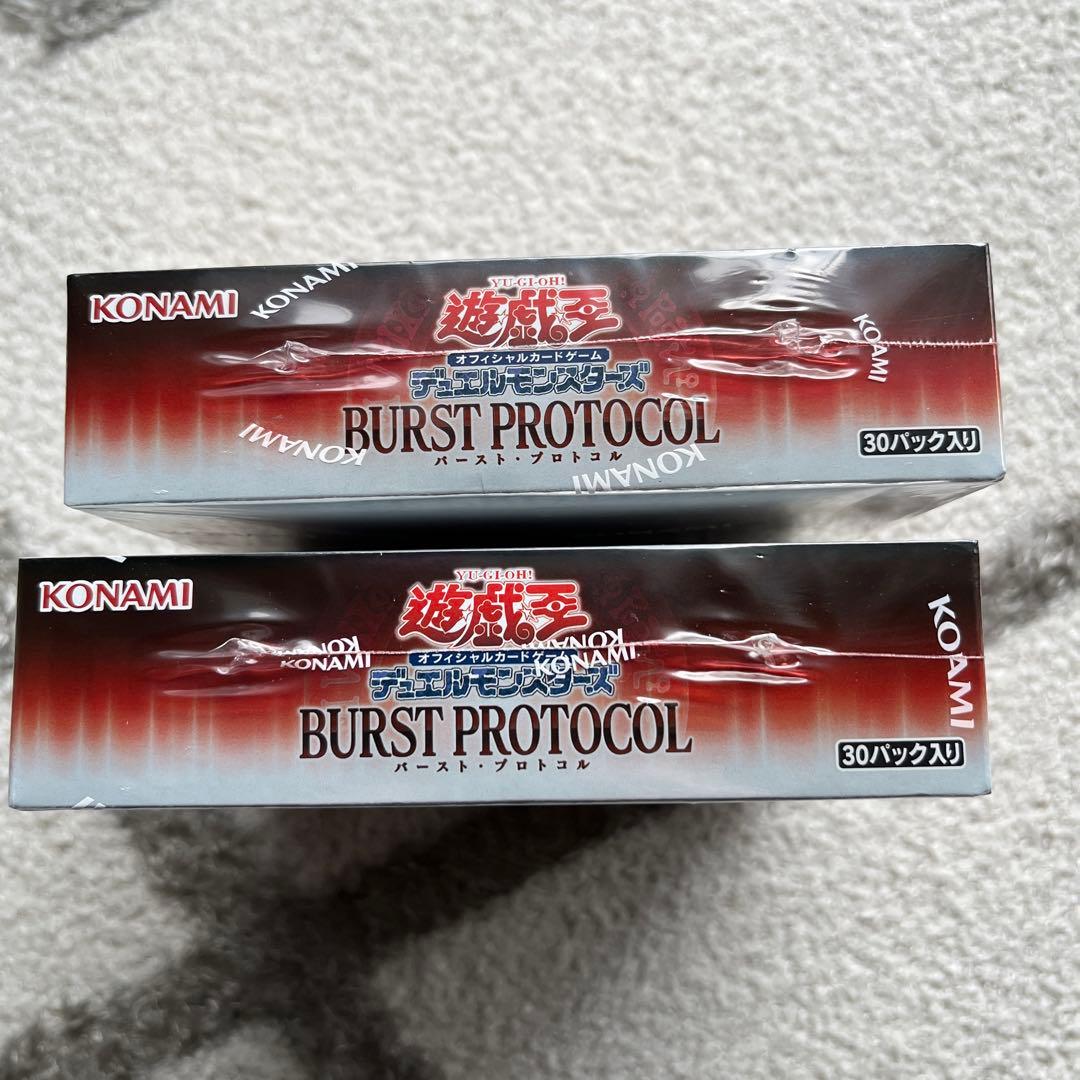 KONAMI
KONAMI
YU-GI-OH!
遊戯王
オフィシャルカードゲーム
デュエルモンスターズ
BURST PROTOCOL
バースト・プロトコル
KOAMI
KONAMI
KONAMI
30パック入り
KONAMI
YU-GI-OH!
遊戯王
オフィシャルカードゲーム
デュエルモンスターズ
BURST PROTOCOL
バースト・プロトコル
KONAMI
KONAMI
KOAMI
30パック入り